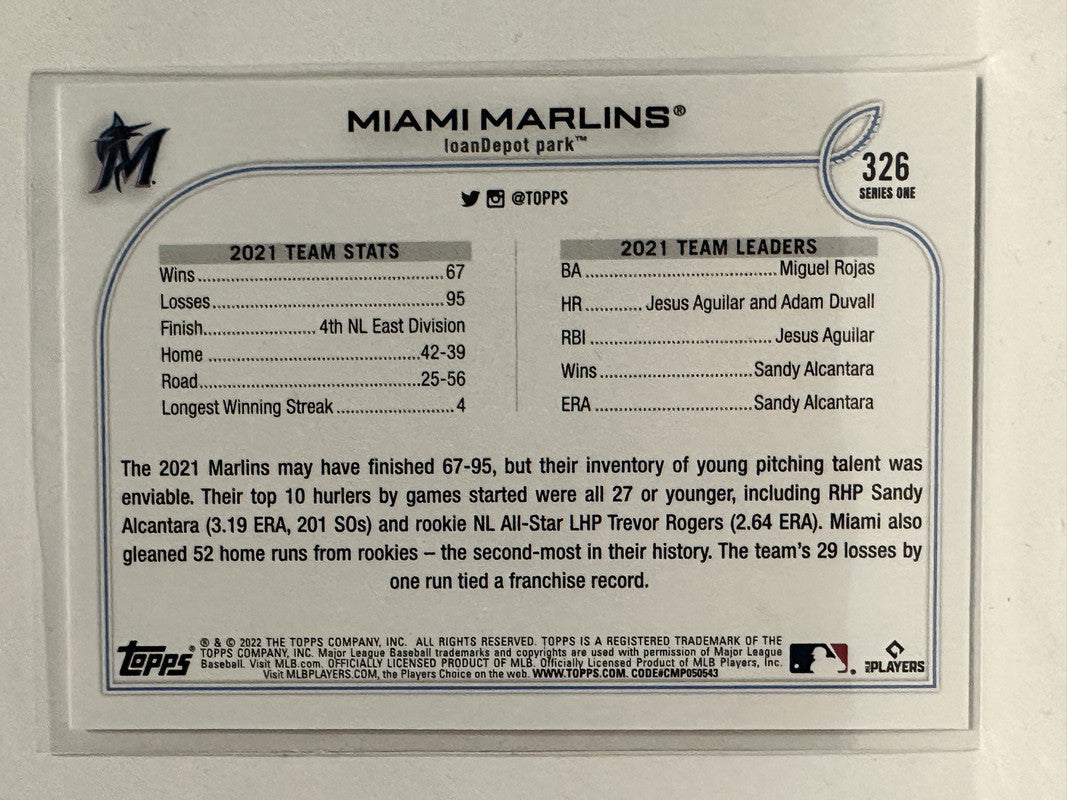 MIAMI MARLINS®
loanDepot park™
M
326
SERIES ONE
@TOPPS
2021 TEAM STATS
Wins....................................................67
Losses................................................95
Finish........................ 4th NL East Division
Home ............................................42-39
Road..............................................25-56
Longest Winning Streak .........................4
2021 TEAM LEADERS
BA ......................................... Miguel Rojas
HR ............ Jesus Aguilar and Adam Duvall
RBI ....................................... Jesus Aguilar
Wins .................................Sandy Alcantara
ERA ..................................Sandy Alcantara
The 2021 Marlins may have finished 67-95, but their inventory of young pitching talent was
enviable. Their top 10 hurlers by games started were all 27 or younger, including RHP Sandy
Alcantara (3.19 ERA, 201 SOs) and rookie NL All-Star LHP Trevor Rogers (2.64 ERA). Miami also
gleaned 52 home runs from rookies – the second-most in their history. The team's 29 losses by
one run tied a franchise record.
Topps®
® & © 2022 THE TOPPS COMPANY, INC. ALL RIGHTS RESERVED. TOPPS IS A REGISTERED TRADEMARK OF THE
TOPPS COMPANY, INC. Major League Baseball trademarks and copyrights are used with permission of Major League
Baseball. Visit MLB.com. OFFICIALLY LICENSED PRODUCT OF MLB. Officially Licensed Product of MLB Players, Inc.
Visit MLBPLAYERS.COM, the Players Choice on the web. WWW.TOPPS.COM. CODE#CMP050543
PLAYERS